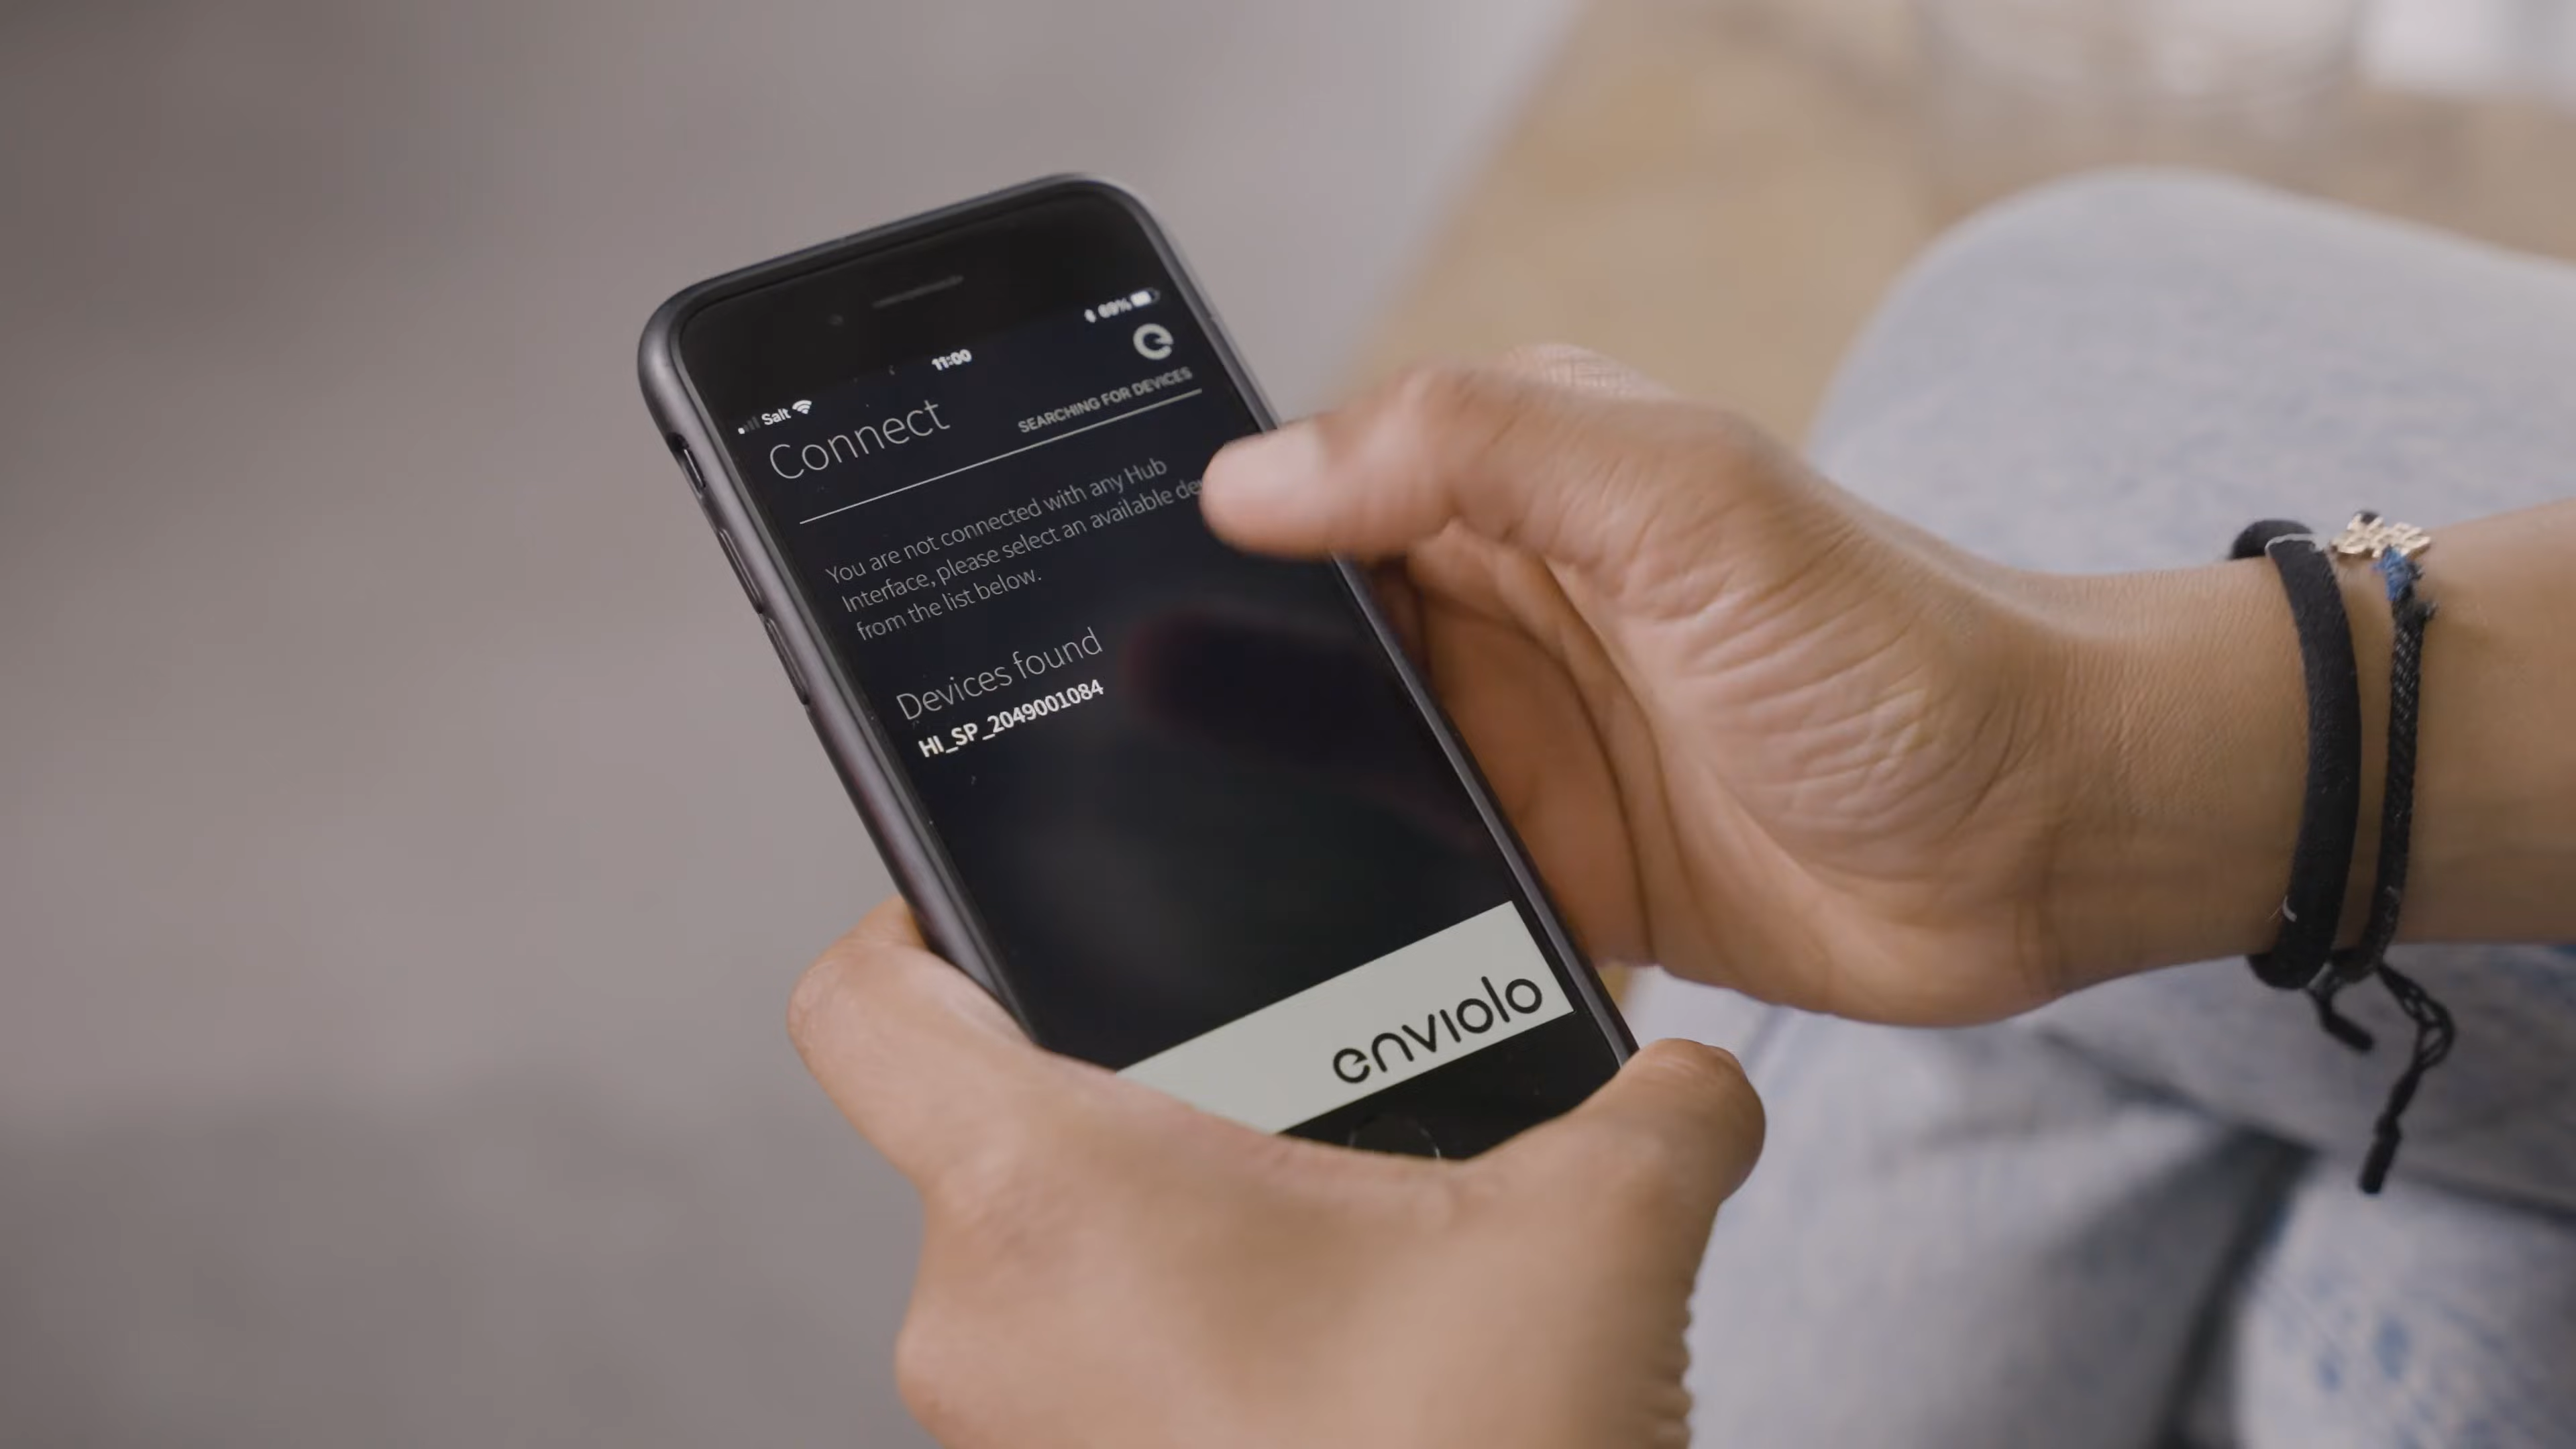 Salt
11:00
69%
Connect
SEARCHING FOR DEVICES
You are not connected with any Hub
Interface, please select an available
from the list below.
Devices found
HI_SP_2049001084
enviolo